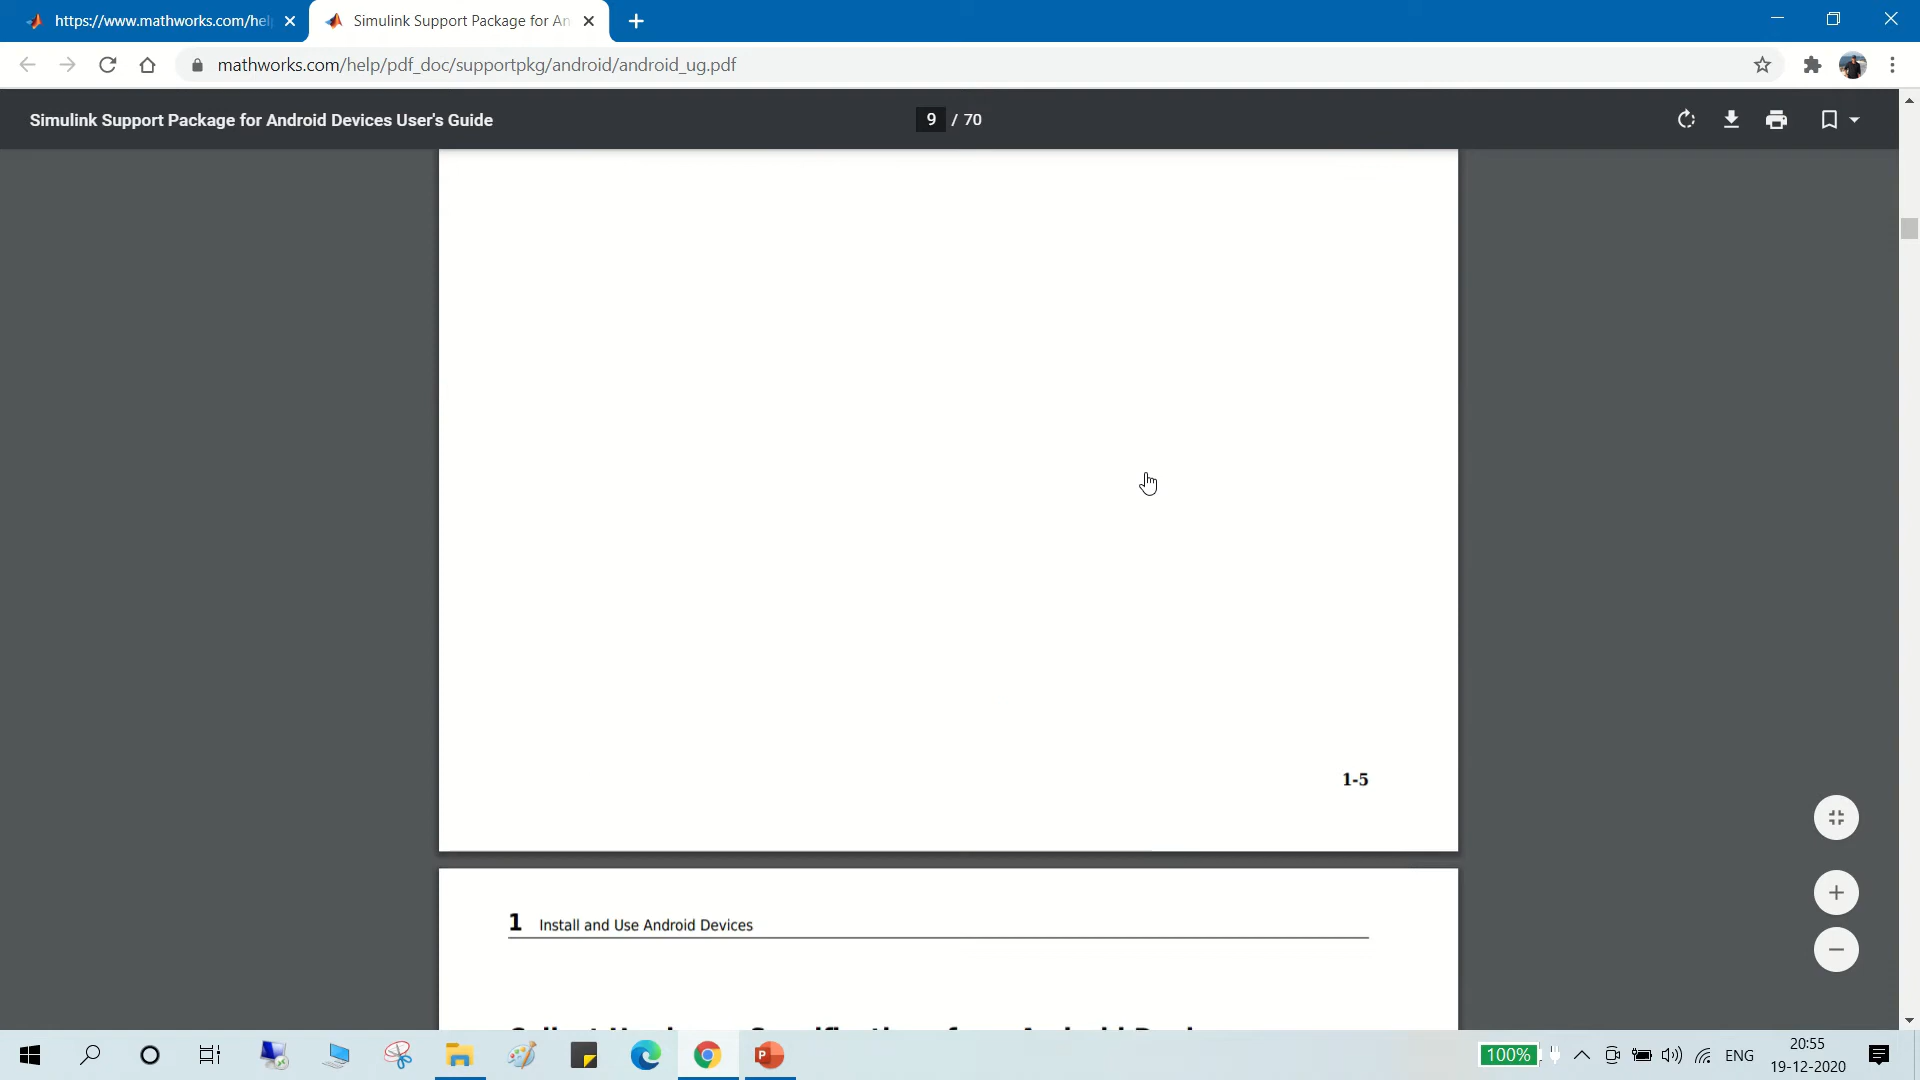 https://www.mathworks.com/hel
Simulink Support Package for An
mathworks.com/help/pdf_doc/supportpkg/android/android_ug.pdf
Simulink Support Package for Android Devices User's Guide
9 / 70
1-5
1 Install and Use Android Devices
100%
ENG
20:55
19-12-2020